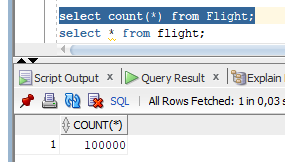 select count(*) from Flight;
select * from flight;
Script Output × Query Result × Explain
SQL | All Rows Fetched: 1 in 0,03 s
COUNT(*)
1 100000